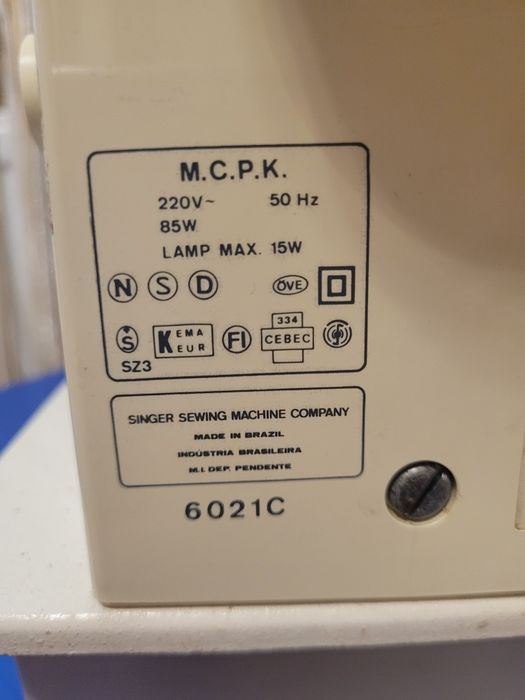 M.C.P.K.
220V~ 50 Hz
85W
LAMP MAX. 15W
N S D ÖVE
S KEMA KEUR FI 334 CEBEC
SZ3
SINGER SEWING MACHINE COMPANY
MADE IN BRAZIL
INDÚSTRIA BRASILEIRA
M.I. DEP. PENDENTE
6021C